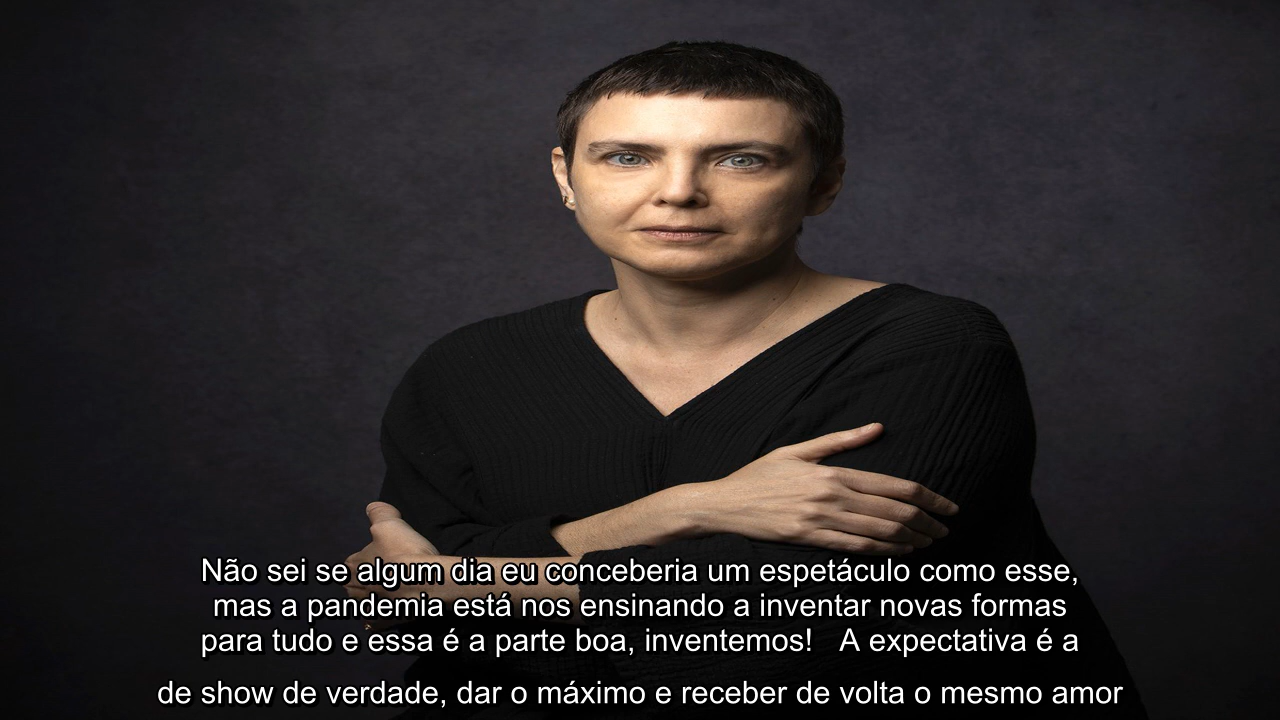 Não sei se algum dia eu conceberia um espetáculo como esse,
mas a pandemia está nos ensinando a inventar novas formas
para tudo e essa é a parte boa, inventemos!   A expectativa é a
de show de verdade, dar o máximo e receber de volta o mesmo amor